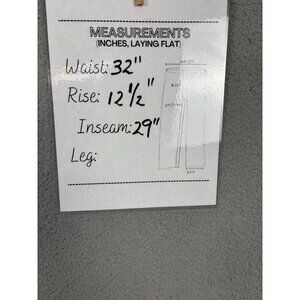 MEASUREMENTS
(INCHES, LAYING FLAT)
Waist: 32"
Rise: 12 1/2"
Inseam: 29"
Leg: